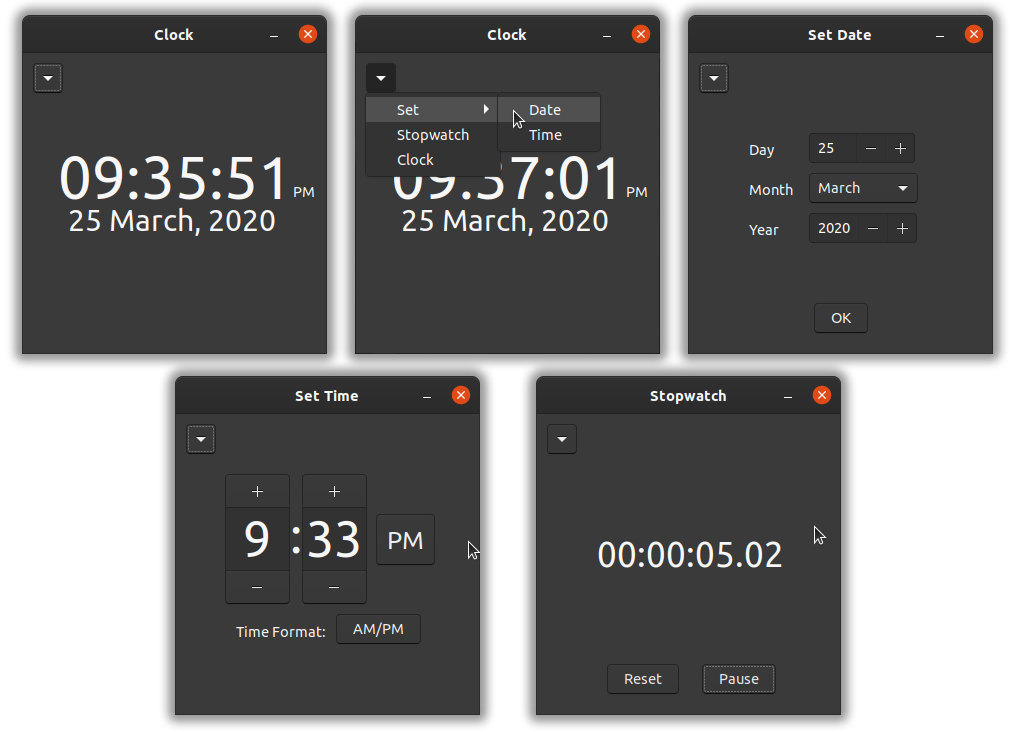 Clock
09:35:51 PM
25 March, 2020
Clock
Set
Date
Stopwatch
Time
Clock
09:37:01 PM
25 March, 2020
Set Date
Day 25 − +
Month March
Year 2020 − +
OK
Set Time
+ +
9 : 33 PM
− −
Time Format: AM/PM
Stopwatch
00:00:05.02
Reset Pause